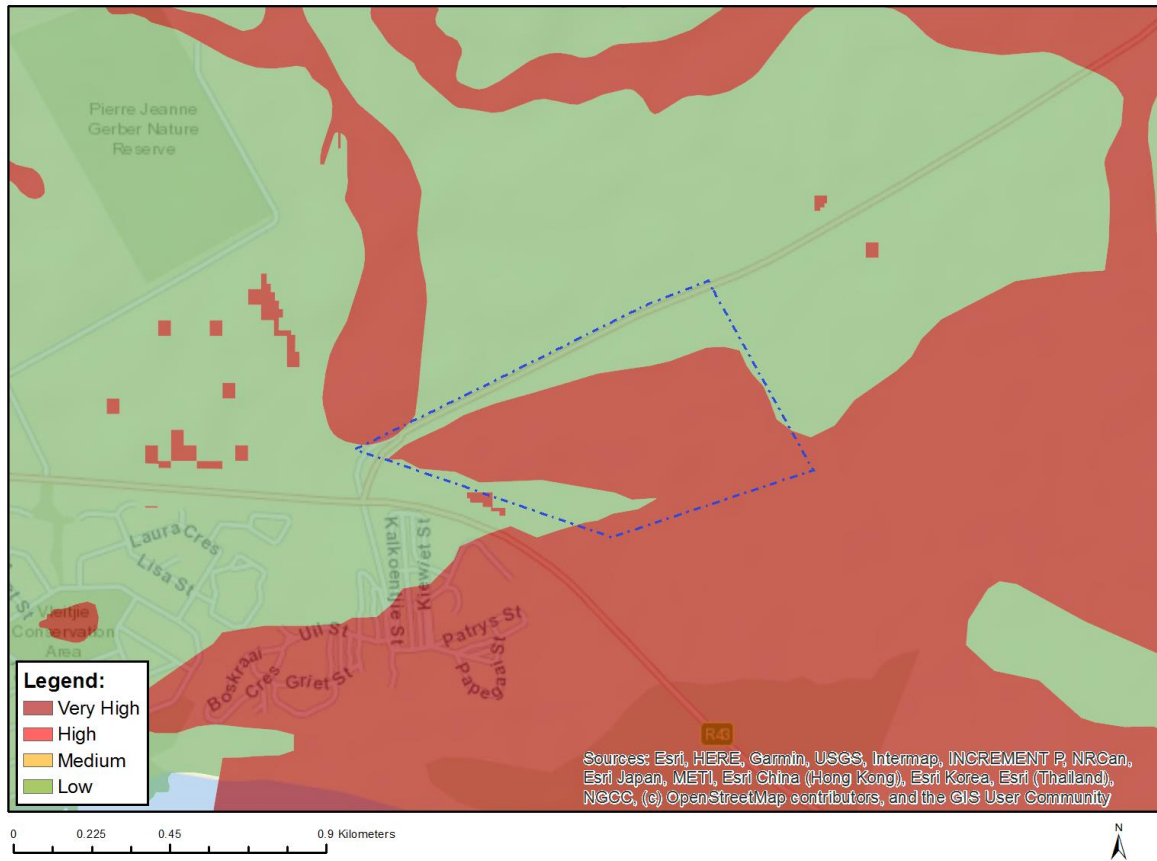 Pierre Jeanne
Gerber Nature
Reserve
Laura Cres
Lisa St
Kalkoentjie St
Kiewiet St
Vleitjie
Conservation
Area
Uil St
Patrys St
Boskraai
Cres
Griet St
Papeg
aai St
R43
Legend:
Very High
High
Medium
Low
Sources: Esri, HERE, Garmin, USGS, Intermap, INCREMENT P, NRCan,
Esri Japan, METI, Esri China (Hong Kong), Esri Korea, Esri (Thailand),
NGCC, (c) OpenStreetMap contributors, and the GIS User Community
0 0.225 0.45 0.9 Kilometers
N